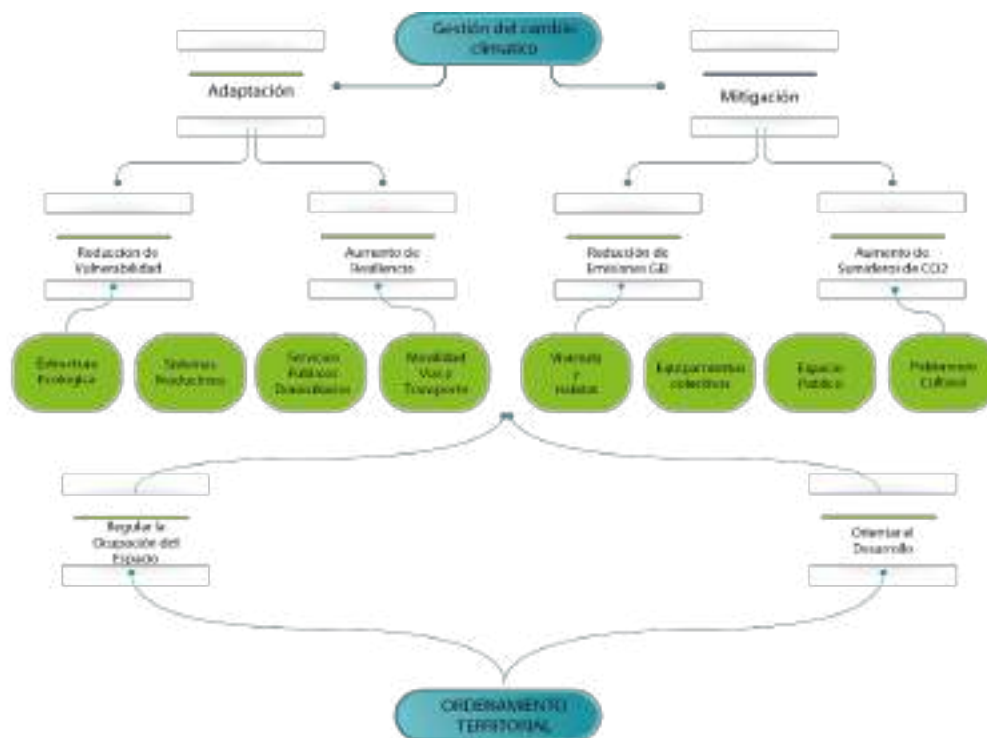 Gestión del cambio
climatico
Adaptación
Mitigación
Reduccion de
Vulnerabilidad
Aumento de
Resiliencia
Reducción de
Emisiones GEI
Aumento de
Sumideros de CO2
Estructura
Ecologica
Sistemas
Productivos
Servicios
Publicos
Domiciliarios
Movilidad
Vias y
Transporte
Vivienda
y
Habitat
Equipamientos
colectivos
Espacio
Publico
Patrimonio
Cultural
Regular la
Ocupación del
Espacio
Orientar el
Desarrollo
ORDENAMIENTO
TERRITORIAL